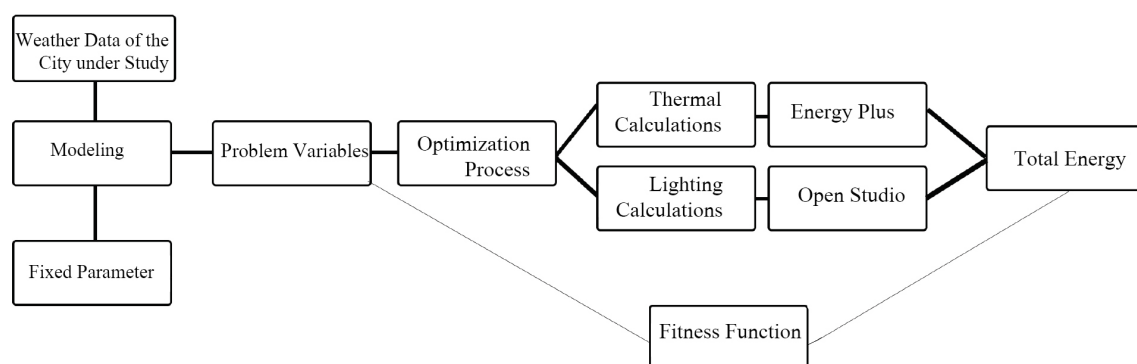 Weather Data of the
City under Study
Modeling
Fixed Parameter
Problem Variables
Optimization
Process
Thermal
Calculations
Energy Plus
Lighting
Calculations
Open Studio
Total Energy
Fitness Function